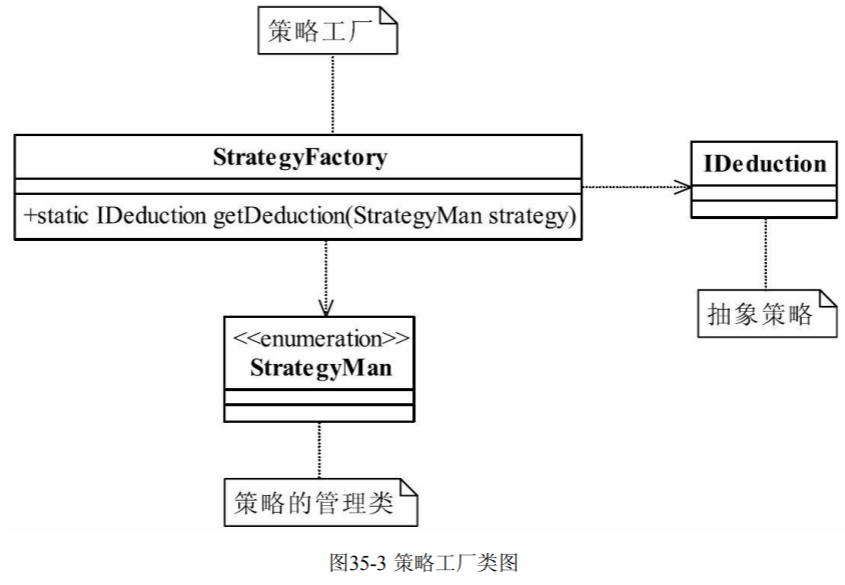 策略工厂
StrategyFactory
+static IDeduction getDeduction(StrategyMan strategy)
IDeduction
抽象策略
<<enumeration>>
StrategyMan
策略的管理类
图35-3 策略工厂类图